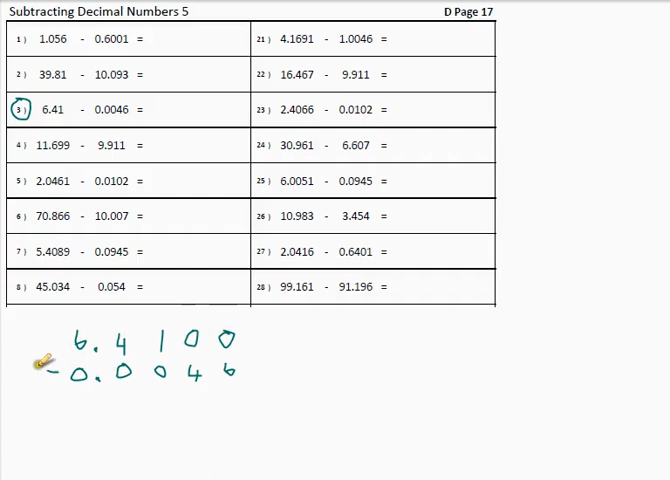 Subtracting Decimal Numbers 5 D Page 17
1 ) 1.056 - 0.6001 =
21 ) 4.1691 - 1.0046 =
2 ) 39.81 - 10.093 =
22 ) 16.467 - 9.911 =
3 ) 6.41 - 0.0046 =
23 ) 2.4066 - 0.0102 =
4 ) 11.699 - 9.911 =
24 ) 30.961 - 6.607 =
5 ) 2.0461 - 0.0102 =
25 ) 6.0051 - 0.0945 =
6 ) 70.866 - 10.007 =
26 ) 10.983 - 3.454 =
7 ) 5.4089 - 0.0945 =
27 ) 2.0416 - 0.6401 =
8 ) 45.034 - 0.054 =
28 ) 99.161 - 91.196 =
6.4100
- 0.0046